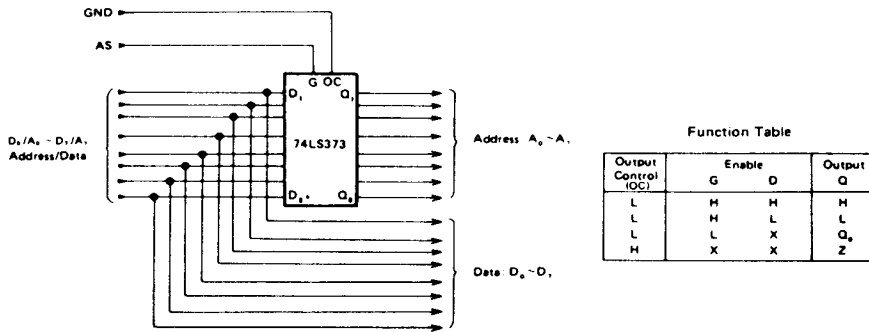 GND
AS
G OC
D₁ Q₁
D₀/A₀ ~ D₇/A₇
Address/Data
74LS373
Address: A₀ ~ A₇
D₈ Q₈
Data: D₀ ~ D₇
Function Table
Output Control (OC) Enable Output
G D Q
L H H H
L H L L
L L X Q₀
H X X Z